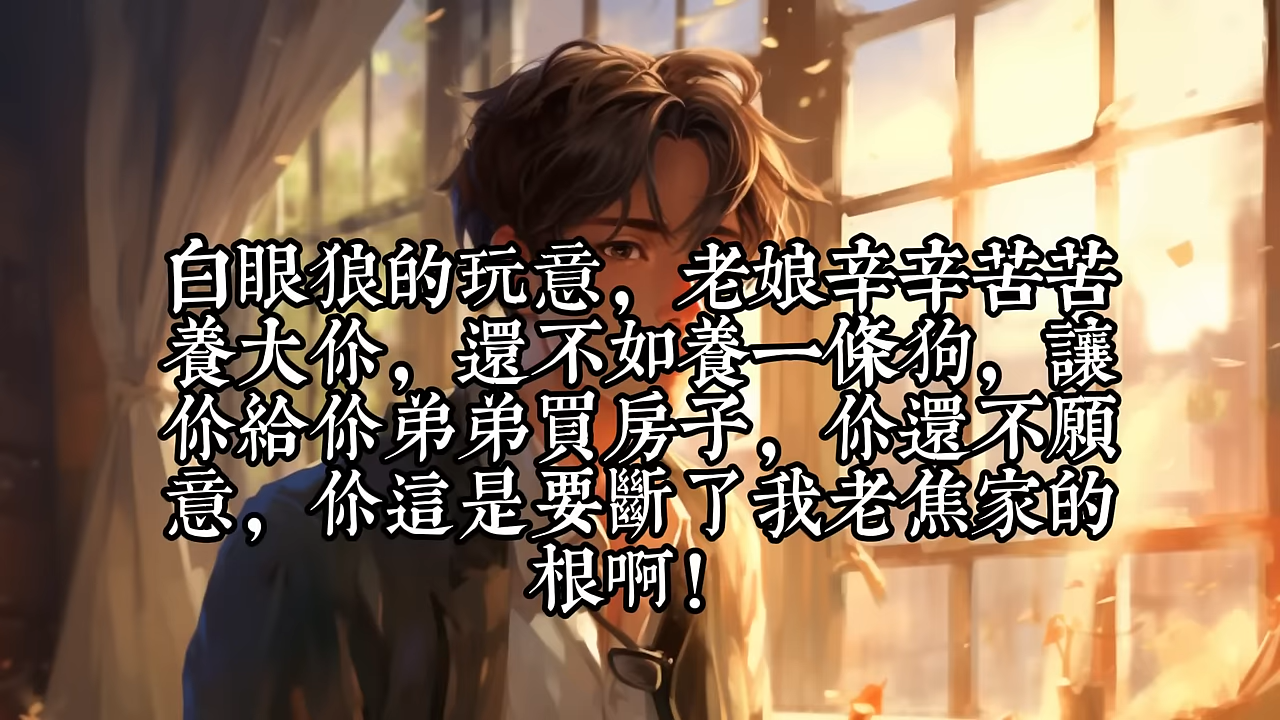 白眼狼的玩意，老娘辛辛苦苦
養大伱，還不如養一條狗，讓
伱給伱弟弟買房子，伱還不願
意，伱這是要斷了我老焦家的
根啊！